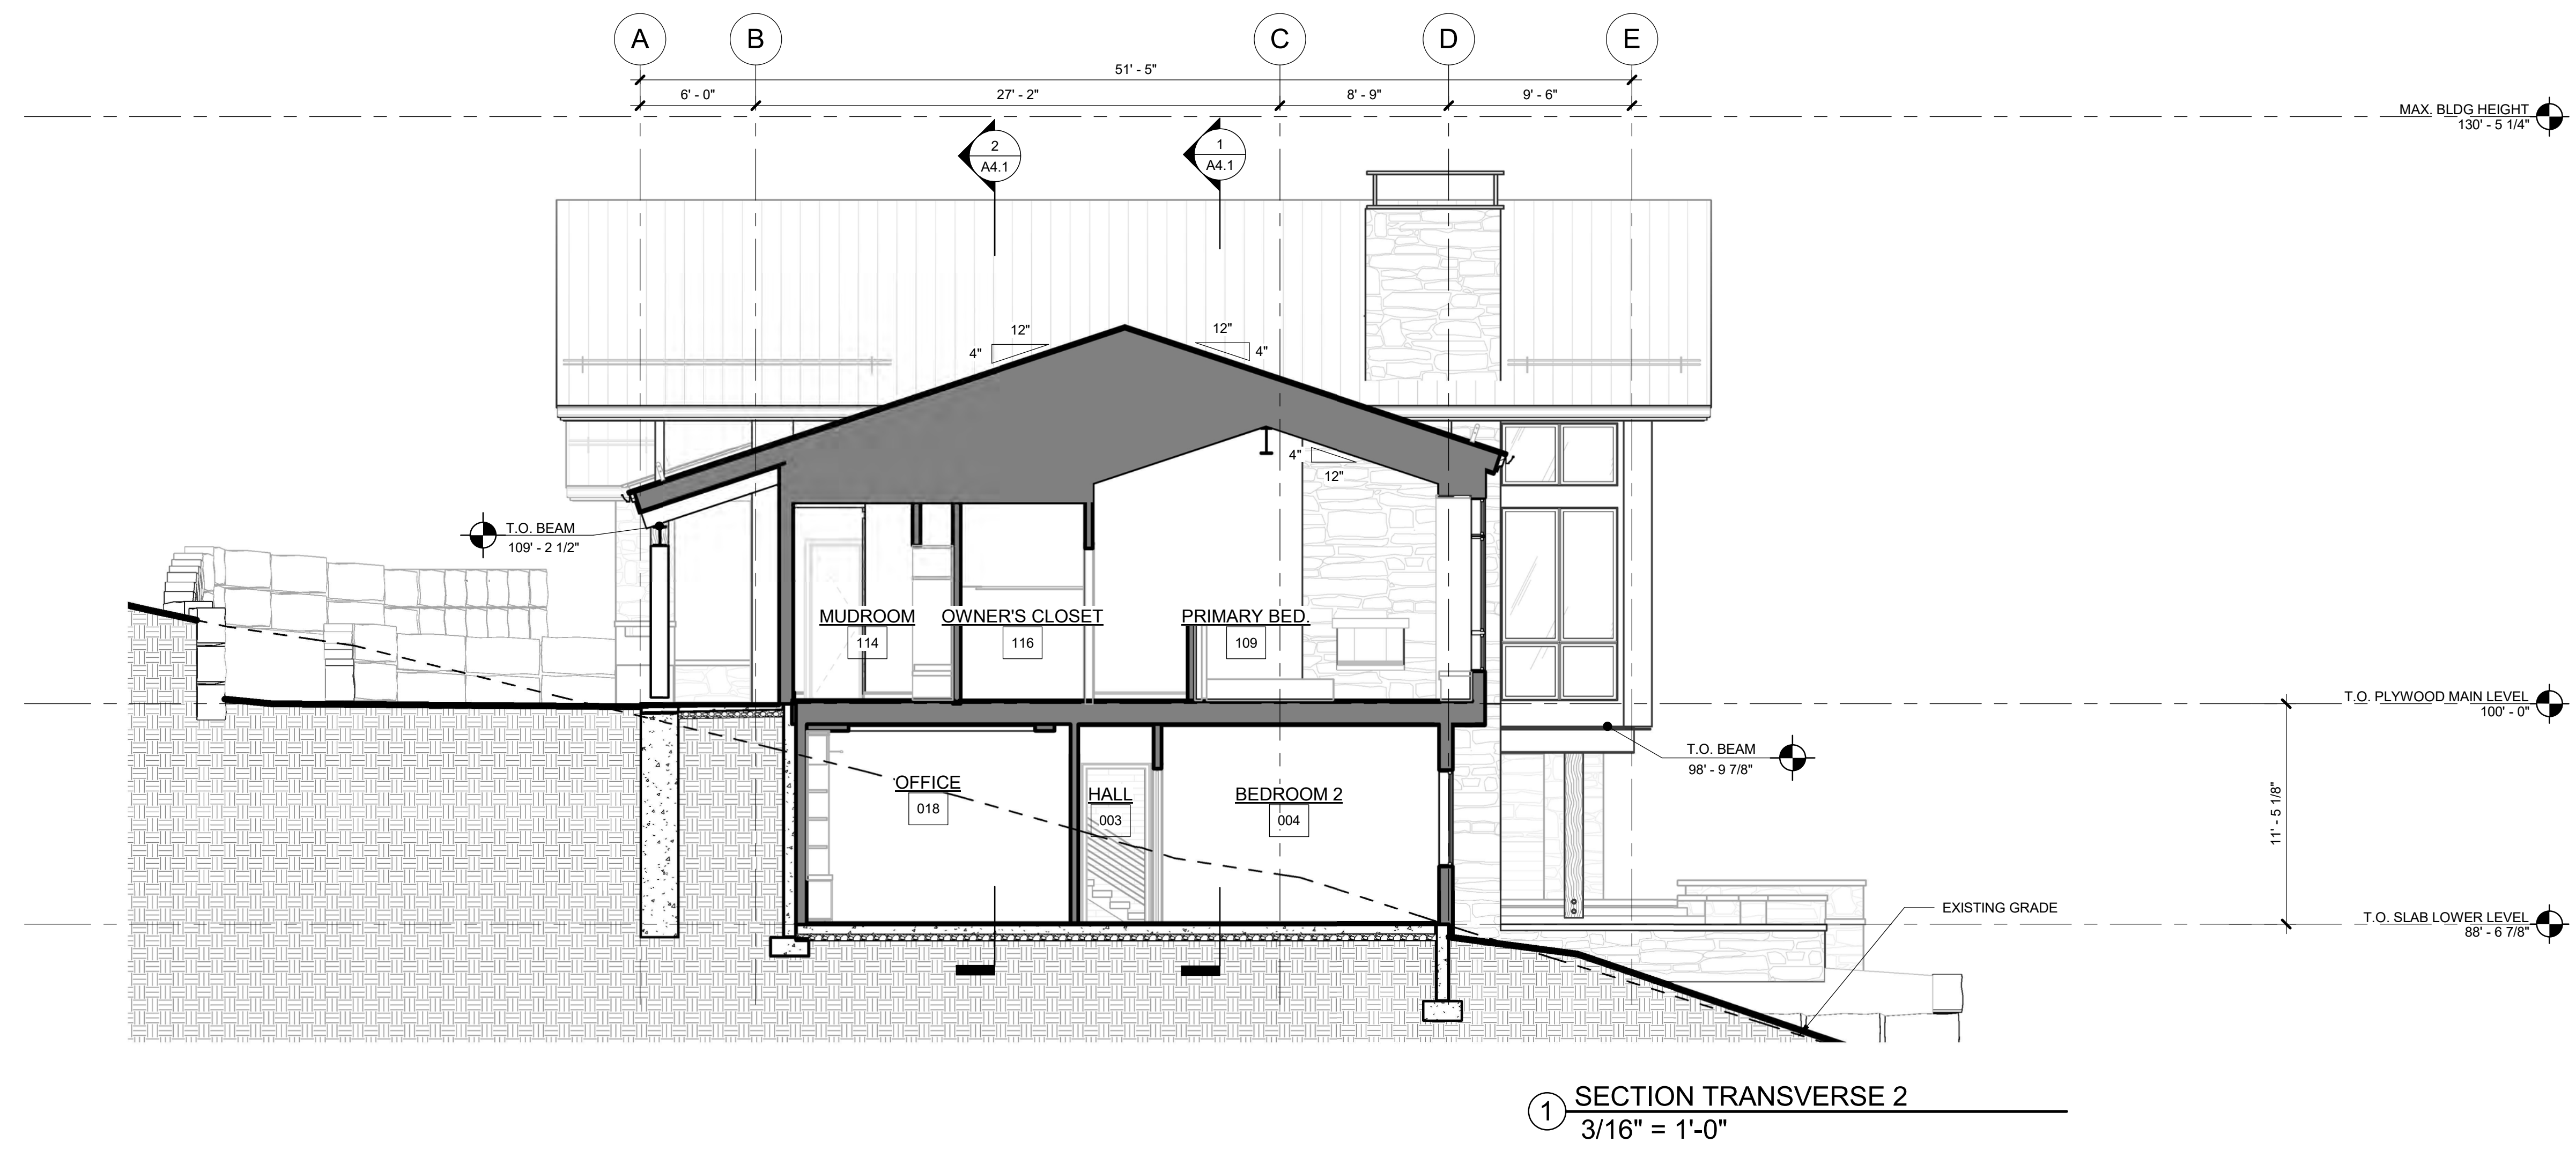 A B C D E
51' - 5"
6' - 0" 27' - 2" 8' - 9" 9' - 6"
MAX. BLDG HEIGHT
130' - 5 1/4"
2
A4.1
1
A4.1
12" 12"
4" 4"
4"
12"
T.O. BEAM
109' - 2 1/2"
MUDROOM
114
OWNER'S CLOSET
116
PRIMARY BED.
109
T.O. PLYWOOD MAIN LEVEL
100' - 0"
T.O. BEAM
98' - 9 7/8"
OFFICE
018
HALL
003
BEDROOM 2
004
11' - 5 1/8"
EXISTING GRADE
T.O. SLAB LOWER LEVEL
88' - 6 7/8"
1 SECTION TRANSVERSE 2
3/16" = 1'-0"